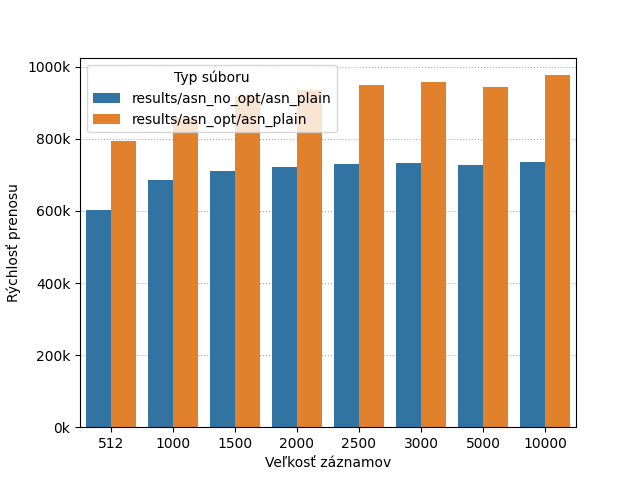 1000k
800k
600k
400k
200k
0k
Rýchlosť prenosu
Typ súboru
results/asn_no_opt/asn_plain
results/asn_opt/asn_plain
512 1000 1500 2000 2500 3000 5000 10000
Veľkosť záznamov